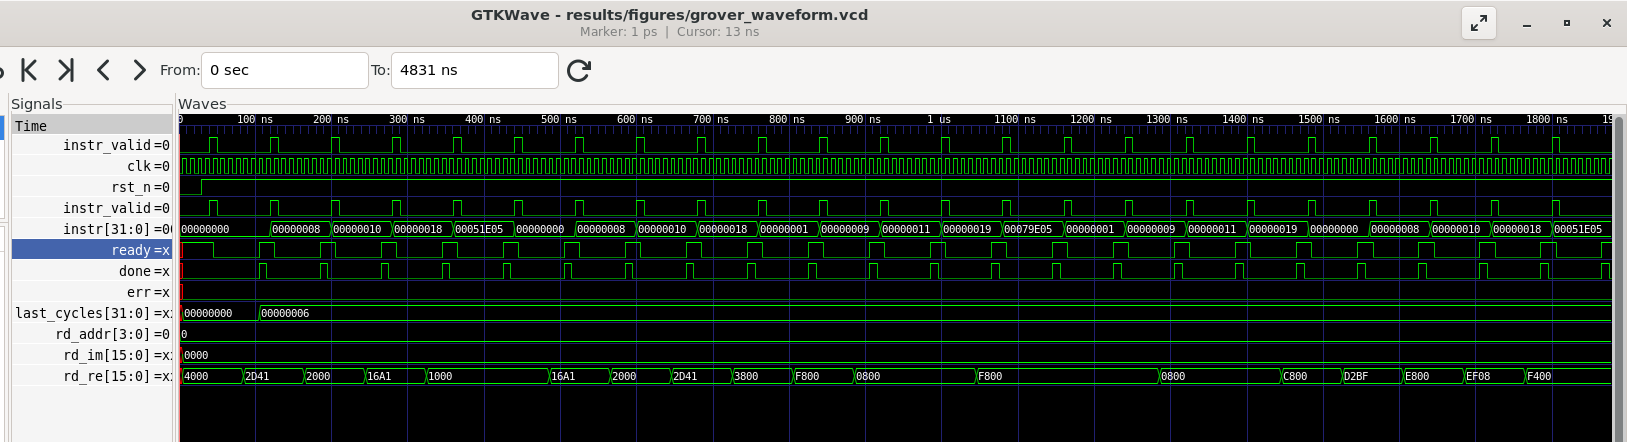 GTKWave - results/figures/grover_waveform.vcd
Marker: 1 ps | Cursor: 13 ns
From: 0 sec To: 4831 ns
Signals Waves
Time 0 100 ns 200 ns 300 ns 400 ns 500 ns 600 ns 700 ns 800 ns 900 ns 1 us 1100 ns 1200 ns 1300 ns 1400 ns 1500 ns 1600 ns 1700 ns 1800 ns 19
instr_valid =0
clk =0
rst_n =0
instr_valid =0
instr[31:0] =00 00000000 00000008 00000010 00000018 00051E05 00000000 00000008 00000010 00000018 00000001 00000009 00000011 00000019 00079E05 00000001 00000009 00000011 00000019 00000000 00000008 00000010 00000018 00051E05
ready =x
done =x
err =x
last_cycles[31:0] =xx 00000000 00000006
rd_addr[3:0] =0 0
rd_im[15:0] =xx 0000
rd_re[15:0] =xx 4000 2D41 2000 16A1 1000 16A1 2000 2D41 3800 F800 0800 F800 0800 C800 D2BF E800 EF08 F400